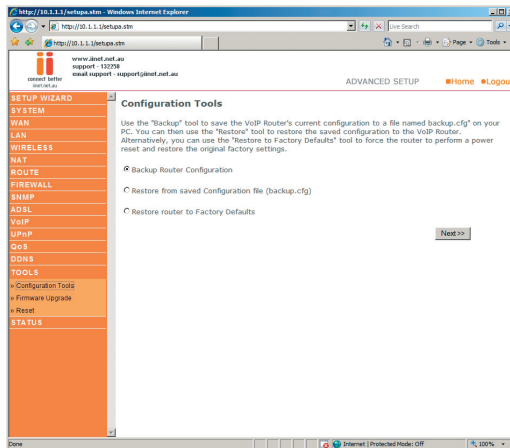 http://10.1.1.1/setupa.stm - Windows Internet Explorer
http://10.1.1.1/setupa.stm
Live Search
http://10.1.1.1/setupa.stm
Page
Tools
www.iinet.net.au
support - 132258
email support - support@iinet.net.au
connect better
iinet.net.au
ADVANCED SETUP
Home
Logou
SETUP WIZARD
SYSTEM
WAN
LAN
WIRELESS
NAT
ROUTE
FIREWALL
SNMP
ADSL
VoIP
UPnP
QoS
DDNS
TOOLS
» Configuration Tools
» Firmware Upgrade
» Reset
STATUS
Configuration Tools
Use the "Backup" tool to save the VoIP Router's current configuration to a file named backup.cfg" on your
PC. You can then use the "Restore" tool to restore the saved configuration to the VoIP Router.
Alternatively, you can use the "Restore to Factory Defaults" tool to force the router to perform a power
reset and restore the original factory settings.
Backup Router Configuration
Restore from saved Configuration file (backup.cfg)
Restore router to Factory Defaults
Next >>
Done
Internet | Protected Mode: Off
100%